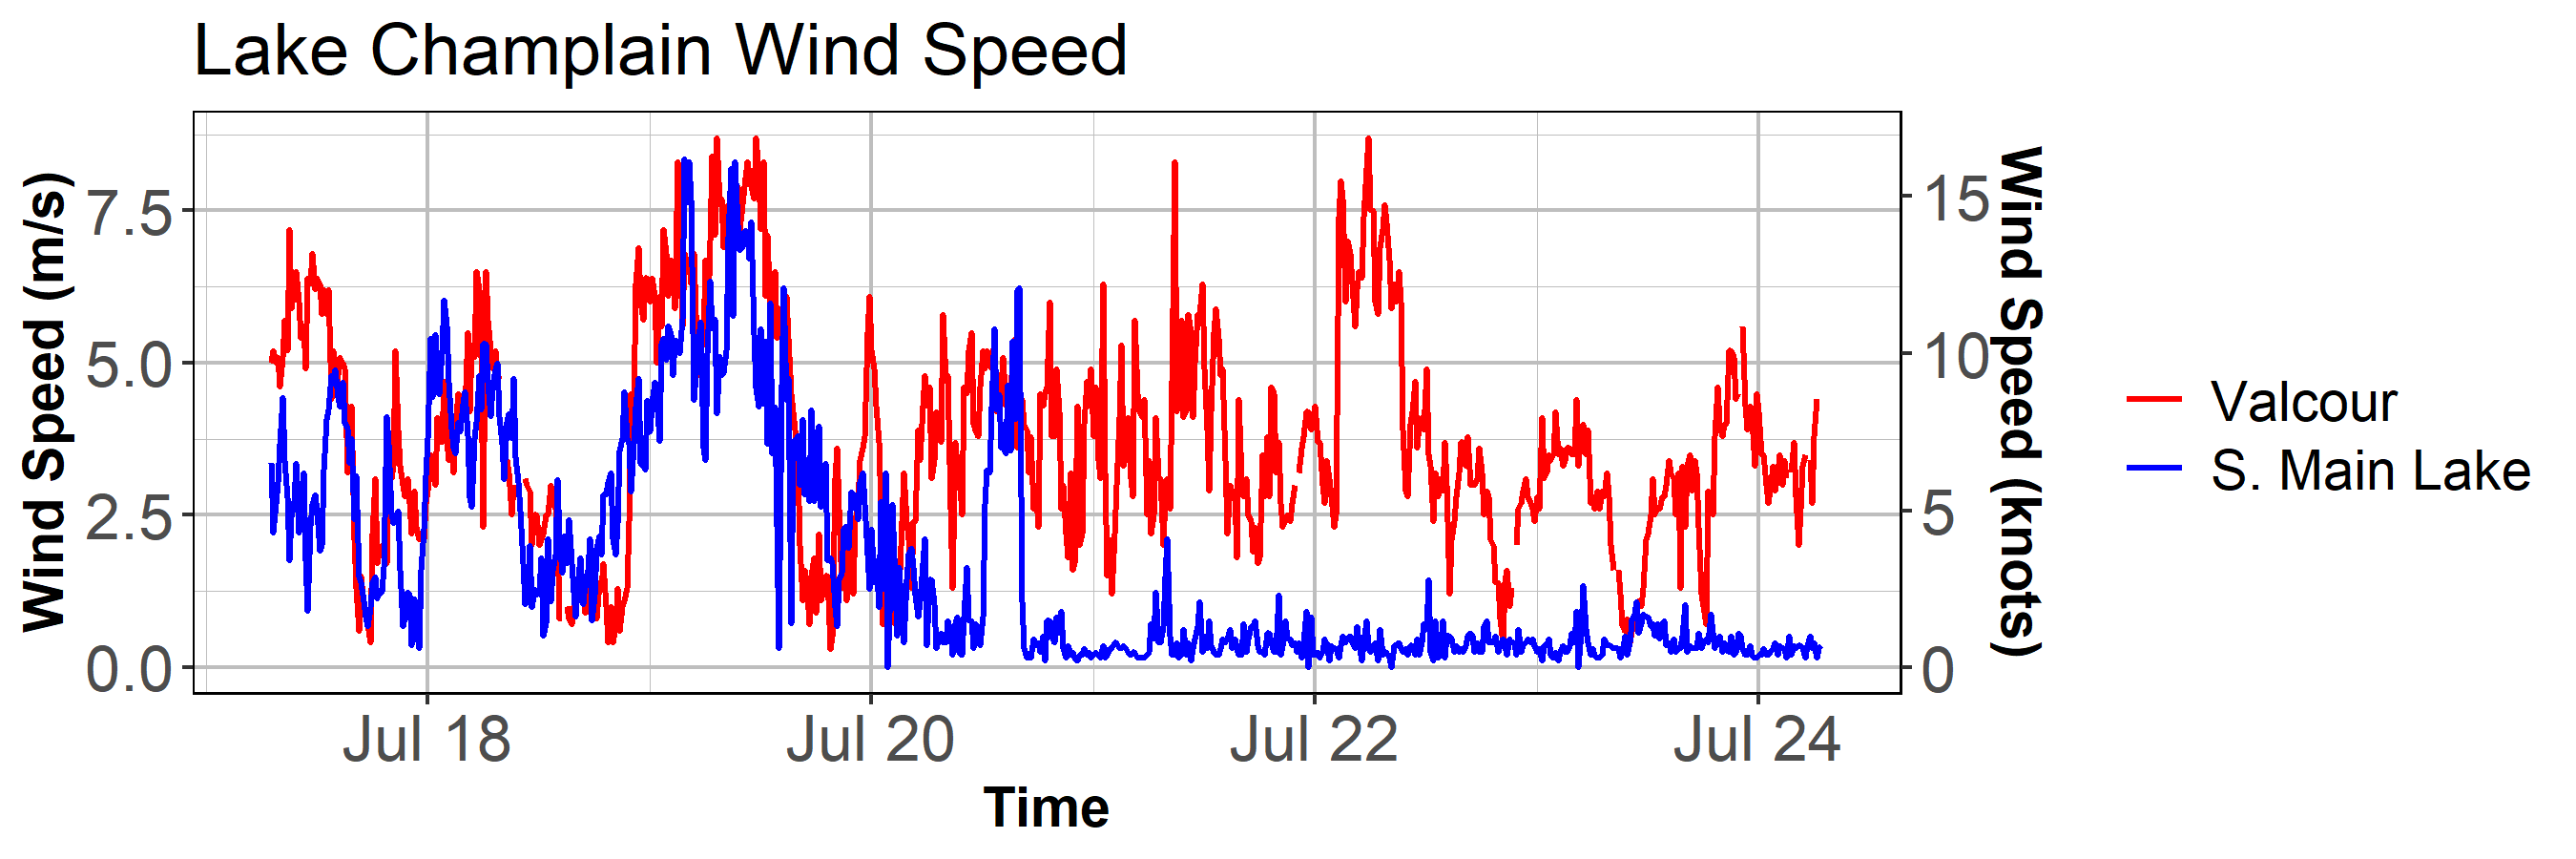 Lake Champlain Wind Speed
Wind Speed (m/s)
7.5
5.0
2.5
0.0
15
10
5
0
Wind Speed (knots)
Jul 18
Jul 20
Jul 22
Jul 24
Time
Valcour
S. Main Lake